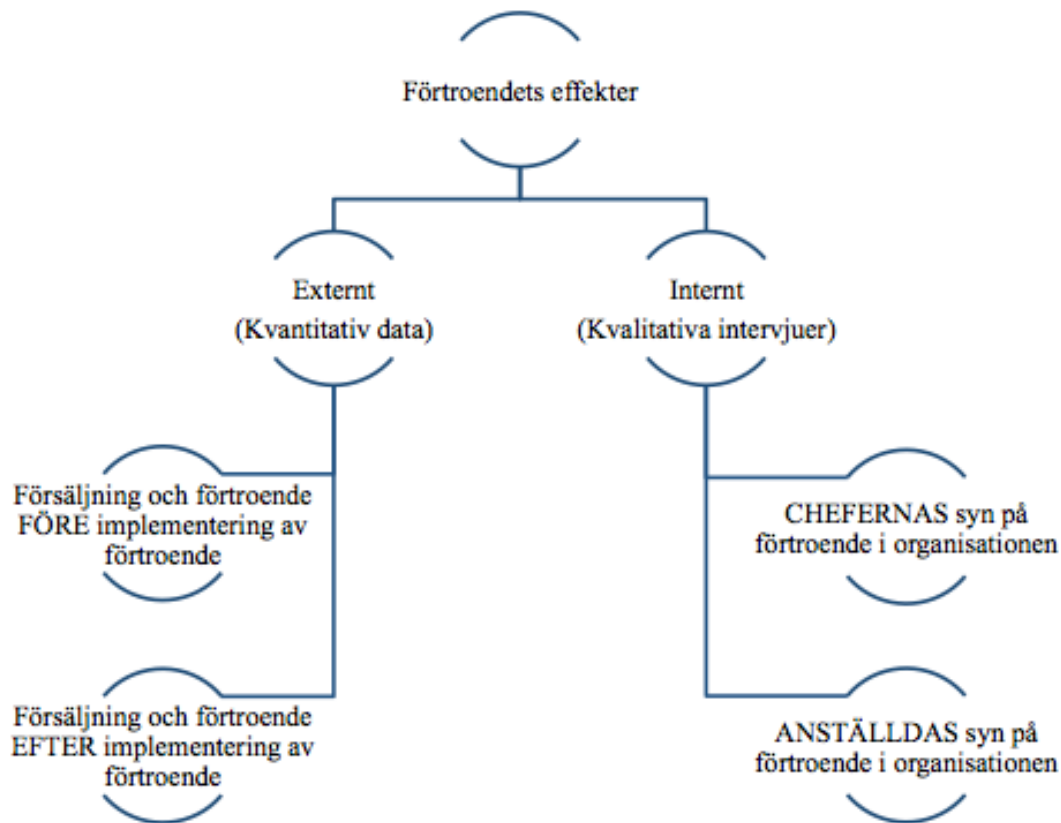 Förtroendets effekter
Externt
(Kvantitativ data)
Internt
(Kvalitativa intervjuer)
Försäljning och förtroende
FÖRE implementering av
förtroende
CHEFERNAS syn på
förtroende i organisationen
Försäljning och förtroende
EFTER implementering av
förtroende
ANSTÄLLDAS syn på
förtroende i organisationen